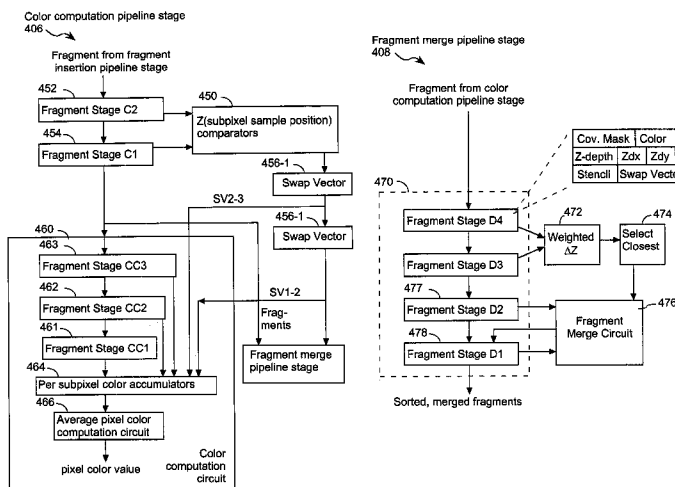 Color computation pipeline stage
406
Fragment from fragment
insertion pipeline stage
452
Fragment Stage C2
454
Fragment Stage C1
450
Z(subpixel sample position)
comparators
456-1
Swap Vector
SV2-3
456-1
Swap Vector
460
463
Fragment Stage CC3
462
Fragment Stage CC2
461
Fragment Stage CC1
SV1-2
Frag-
ments
Fragment merge
pipeline stage
464
Per subpixel color accumulators
466
Average pixel color
computation circuit
pixel color value
Color
computation
circuit
Fragment merge pipeline stage
408
Fragment from color
computation pipeline stage
Cov. Mask
Color
Z-depth
Zdx
Zdy
Stencil
Swap Vecto
470
Fragment Stage D4
472
Weighted
ΔZ
474
Select
Closest
Fragment Stage D3
477
Fragment Stage D2
478
Fragment Stage D1
476
Fragment
Merge Circuit
Sorted, merged fragments